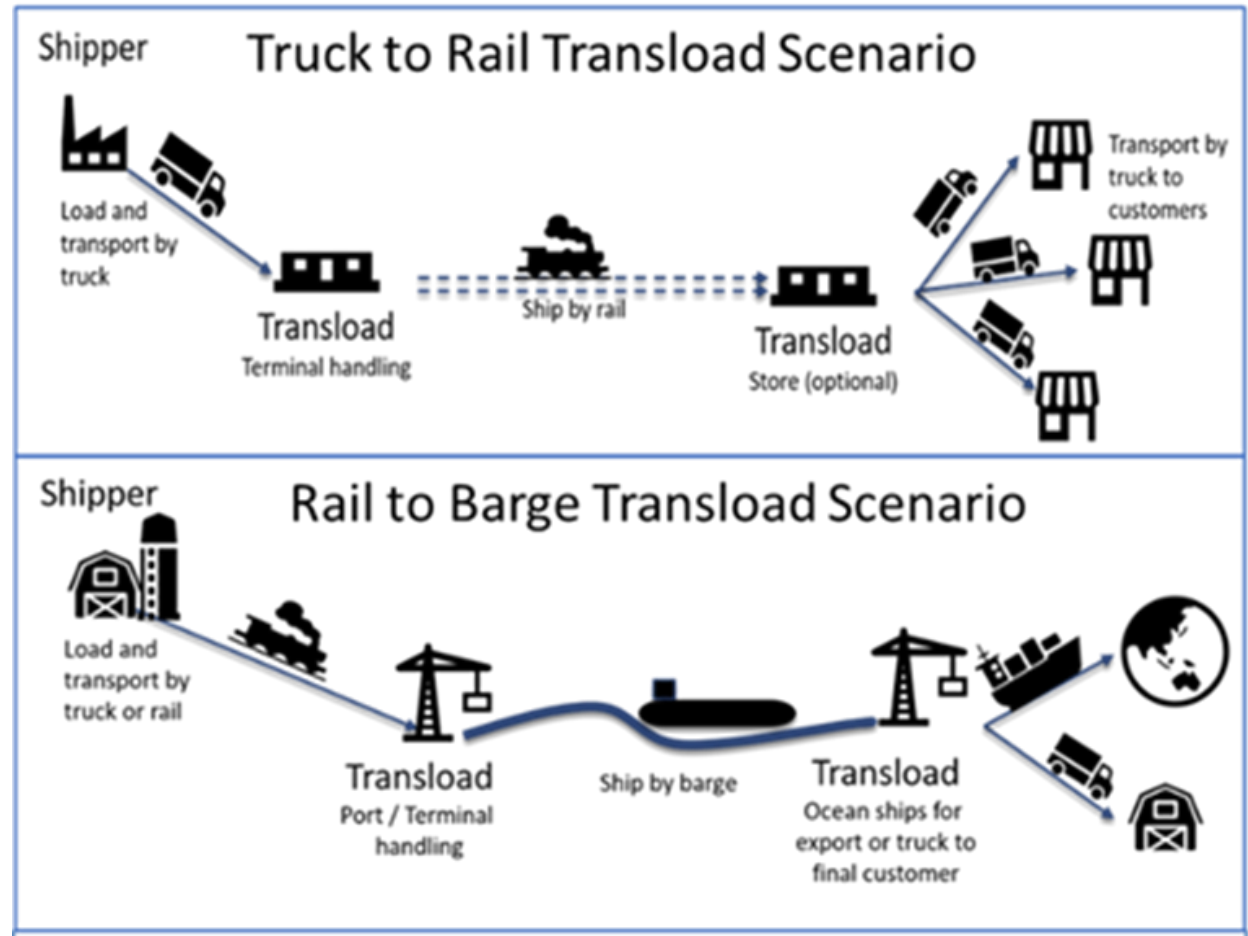 Shipper
Truck to Rail Transload Scenario
Load and
transport by
truck
Transload
Terminal handling
Ship by rail
Transload
Store (optional)
Transport by
truck to
customers
Shipper
Rail to Barge Transload Scenario
Load and
transport by
truck or rail
Transload
Port / Terminal
handling
Ship by barge
Transload
Ocean ships for
export or truck to
final customer